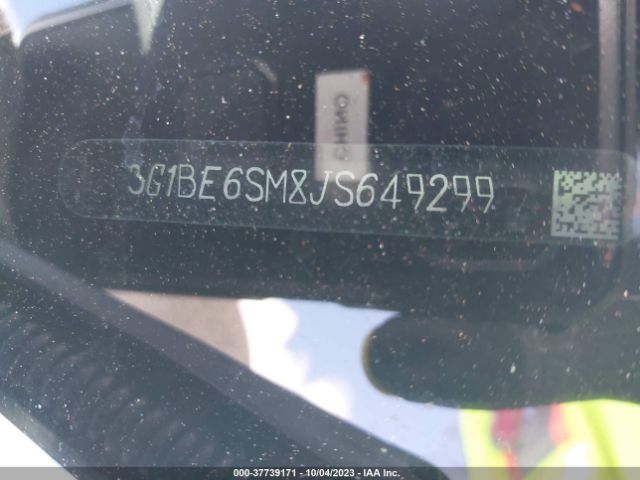 CHINO
3G1BE6SM8JS649299
000-37739171 - 10/04/2023 - IAA Inc.